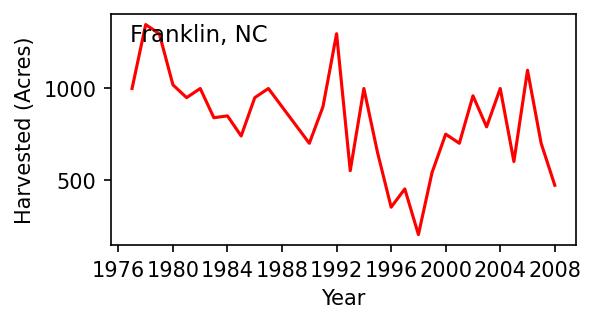 Franklin, NC
Harvested (Acres)
1000
500
1976 1980 1984 1988 1992 1996 2000 2004 2008
Year